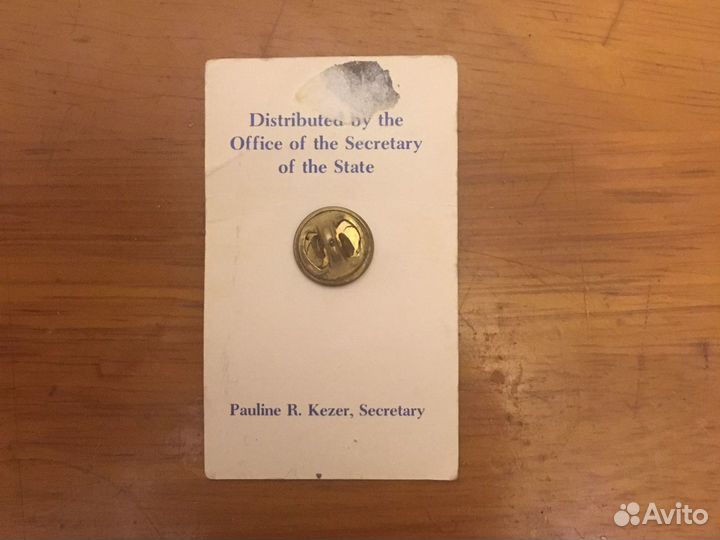 Distributed by the
Office of the Secretary
of the State
Pauline R. Kezer, Secretary
Avito